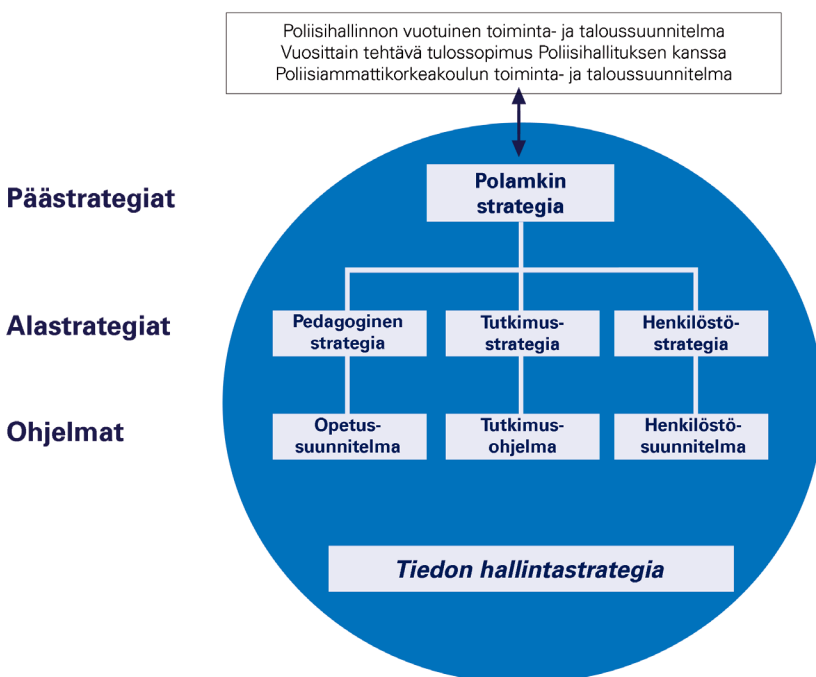 Poliisihallinnon vuotuinen toiminta- ja taloussuunnitelma
Vuosittain tehtävä tulossopimus Poliisihallituksen kanssa
Poliisiammattikorkeakoulun toiminta- ja taloussuunnitelma
Päästrategiat
Polamkin
strategia
Alastrategiat
Pedagoginen
strategia
Tutkimus-
strategia
Henkilöstö-
strategia
Ohjelmat
Opetus-
suunnitelma
Tutkimus-
ohjelma
Henkilöstö-
suunnitelma
Tiedon hallintastrategia